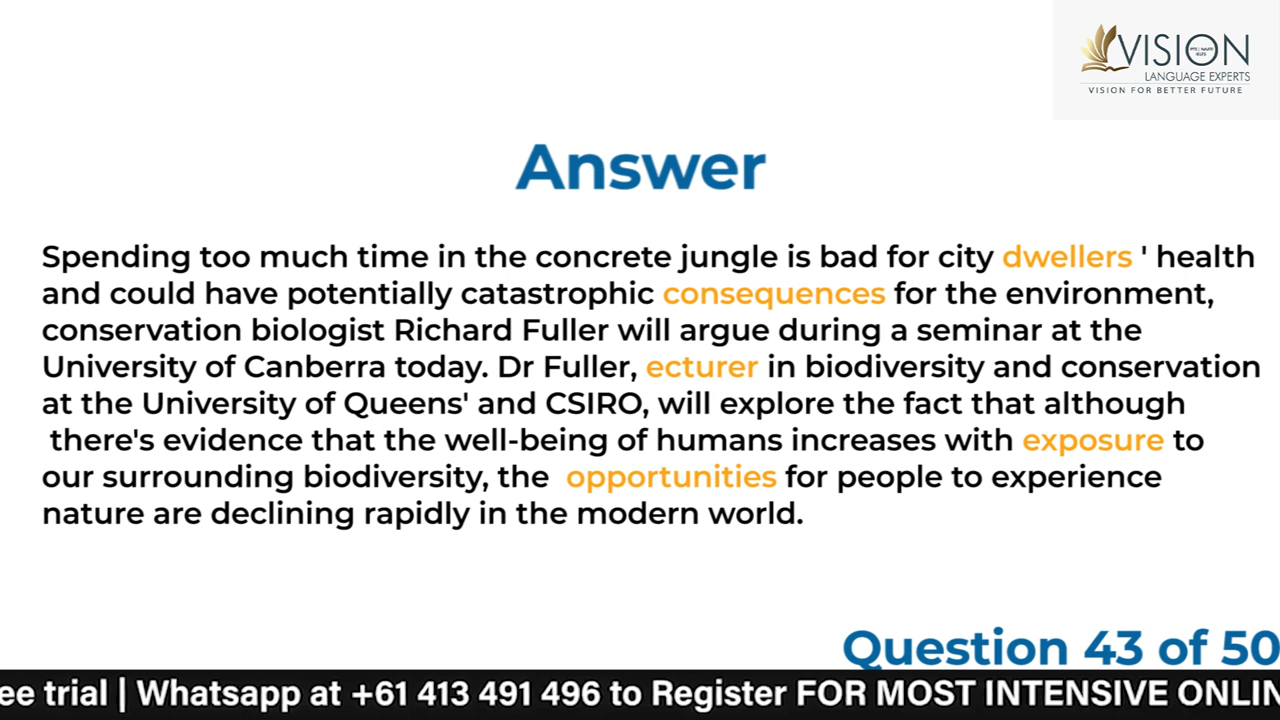 VISION
LANGUAGE EXPERTS
VISION FOR BETTER FUTURE
Answer
Spending too much time in the concrete jungle is bad for city dwellers ' health
and could have potentially catastrophic consequences for the environment,
conservation biologist Richard Fuller will argue during a seminar at the
University of Canberra today. Dr Fuller, ecturer in biodiversity and conservation
at the University of Queens' and CSIRO, will explore the fact that although
there's evidence that the well-being of humans increases with exposure to
our surrounding biodiversity, the opportunities for people to experience
nature are declining rapidly in the modern world.
Question 43 of 50
ee trial | Whatsapp at +61 413 491 496 to Register FOR MOST INTENSIVE ONLIN